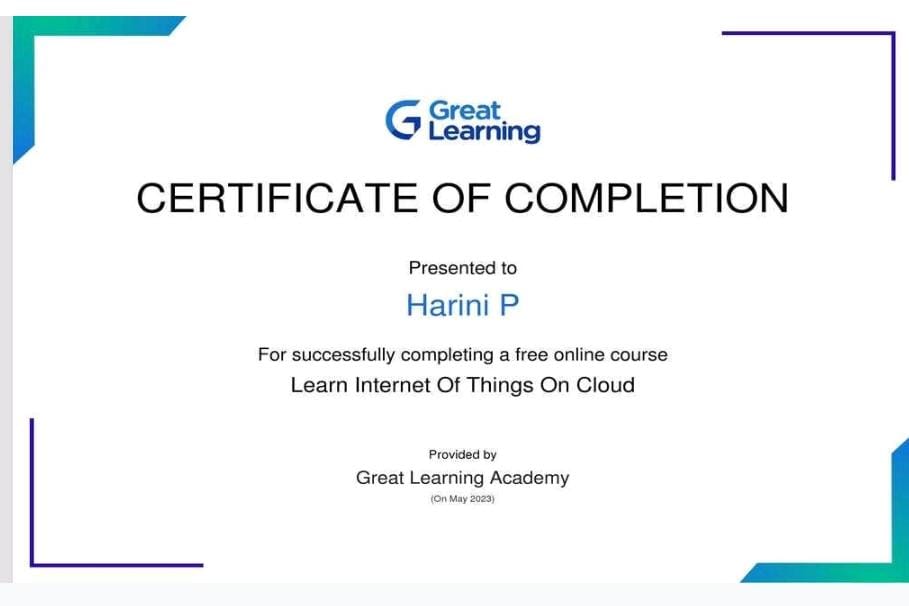 Great
Learning
CERTIFICATE OF COMPLETION
Presented to
Harini P
For successfully completing a free online course
Learn Internet Of Things On Cloud
Provided by
Great Learning Academy
(On May 2023)